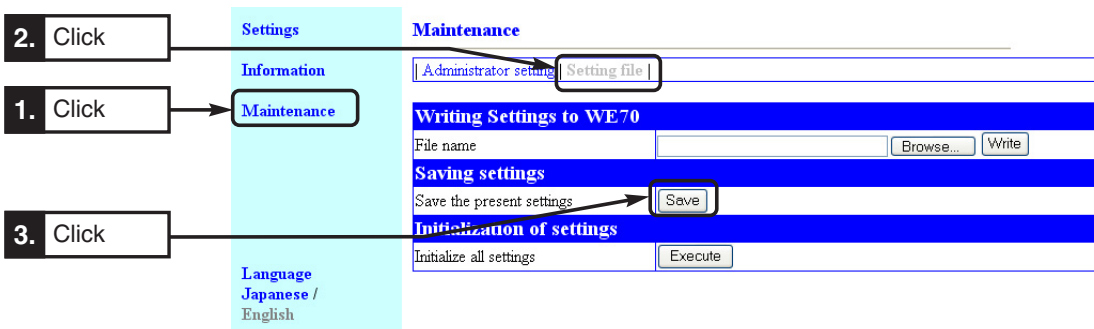 2. Click
1. Click
3. Click
Settings
Information
Maintenance
Language
Japanese /
English
Maintenance
| Administrator setting | Setting file |
Writing Settings to WE70
File name Browse... Write
Saving settings
Save the present settings Save
Initialization of settings
Initialize all settings Execute